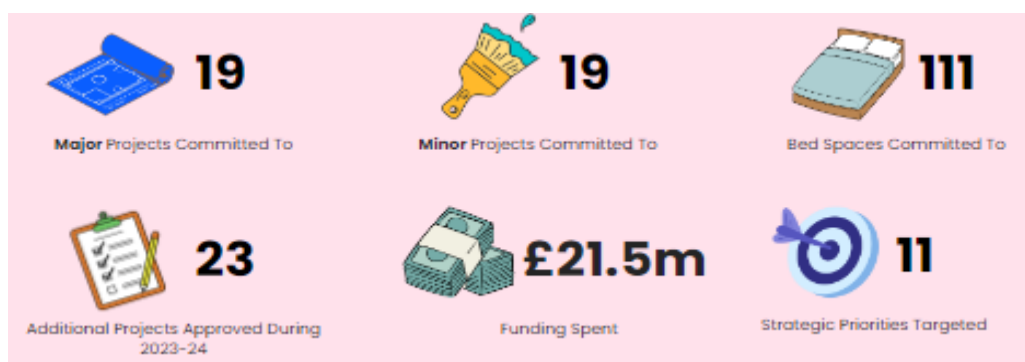 19
Major Projects Committed To
19
Minor Projects Committed To
111
Bed Spaces Committed To
23
Additional Projects Approved During
2023-24
£21.5m
Funding Spent
11
Strategic Priorities Targeted